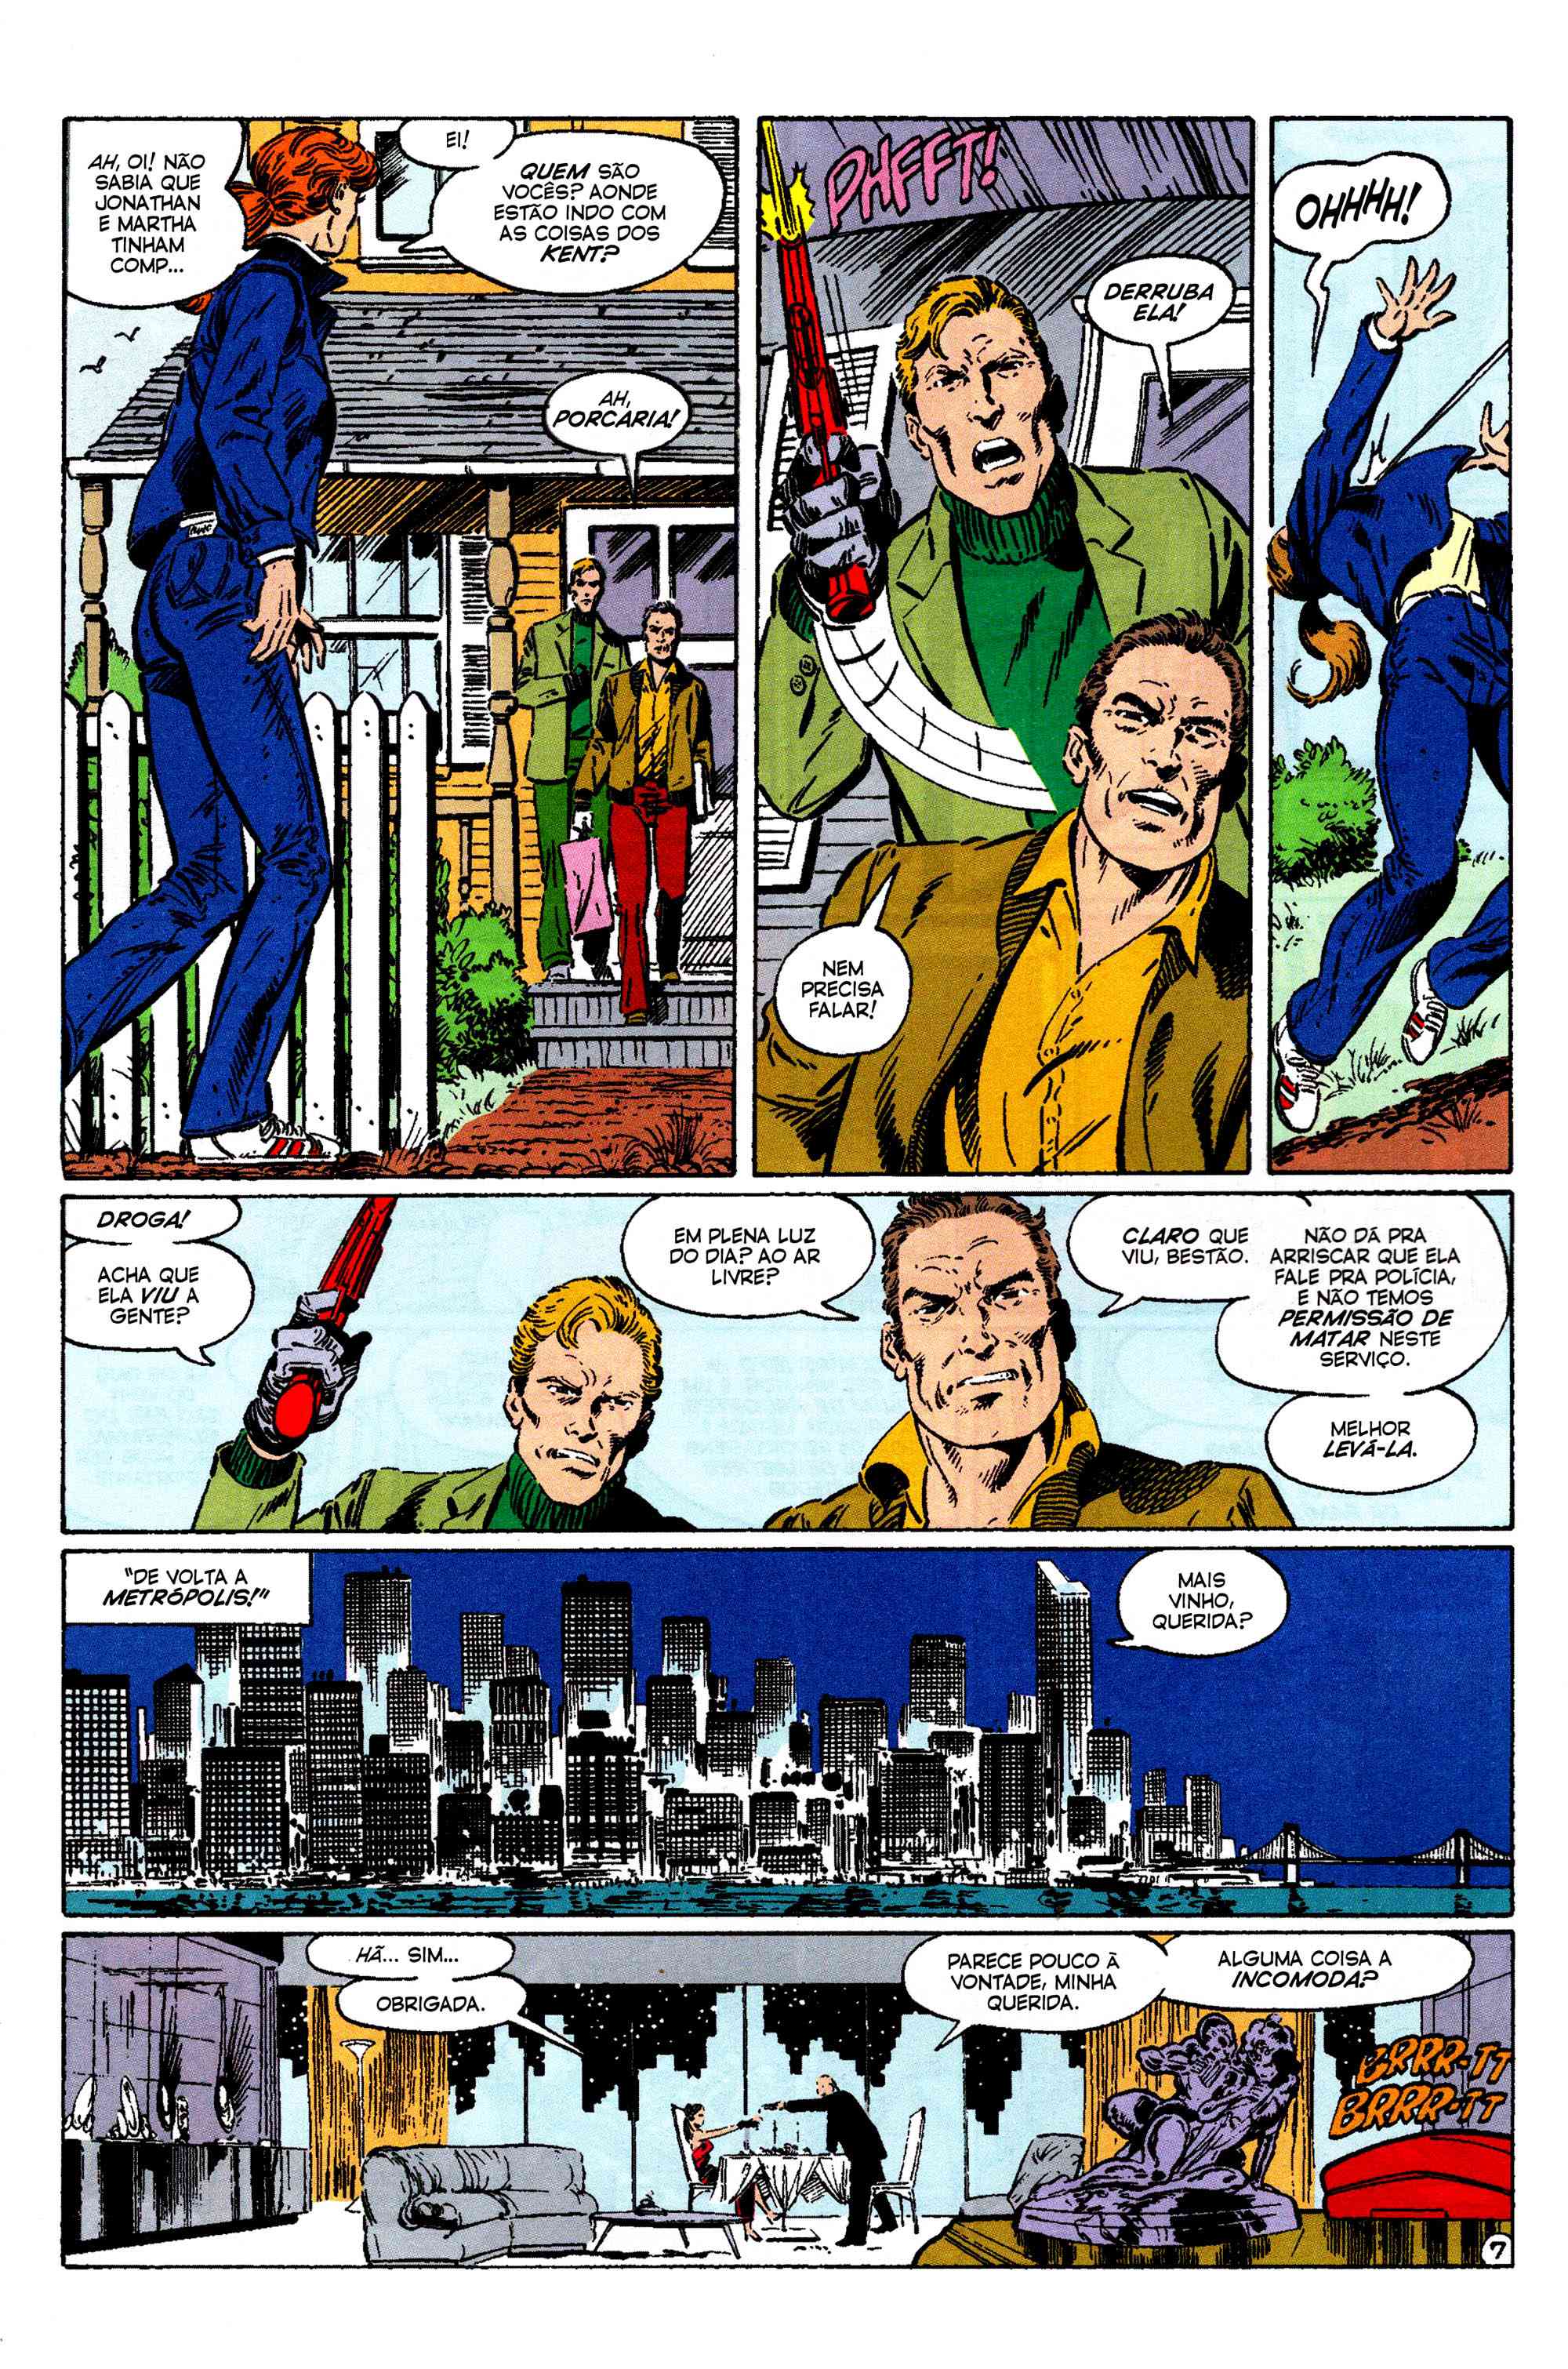 AH, OI! NÃO
SABIA QUE
JONATHAN
E MARTHA
TINHAM
COMP...
EI!
QUEM SÃO
VOCÊS? AONDE
ESTÃO INDO COM
AS COISAS DOS
KENT?
AH,
PORCARIA!
PHFFT!
DERRUBA
ELA!
NEM
PRECISA
FALAR!
OHHHH!
DROGA!
ACHA QUE
ELA VIU A
GENTE?
EM PLENA LUZ
DO DIA? AO AR
LIVRE?
CLARO QUE
VIU, BESTÃO.
NÃO DÁ PRA
ARRISCAR QUE ELA
FALE PRA POLÍCIA,
E NÃO TEMOS
PERMISSÃO DE
MATAR NESTE
SERVIÇO.
MELHOR
LEVÁ-LA.
"DE VOLTA A
METRÓPOLIS!"
MAIS
VINHO,
QUERIDA?
HÃ... SIM...
OBRIGADA.
PARECE POUCO À
VONTADE, MINHA
QUERIDA.
ALGUMA COISA A
INCOMODA?
BRRR-TT
BRRR-TT
7